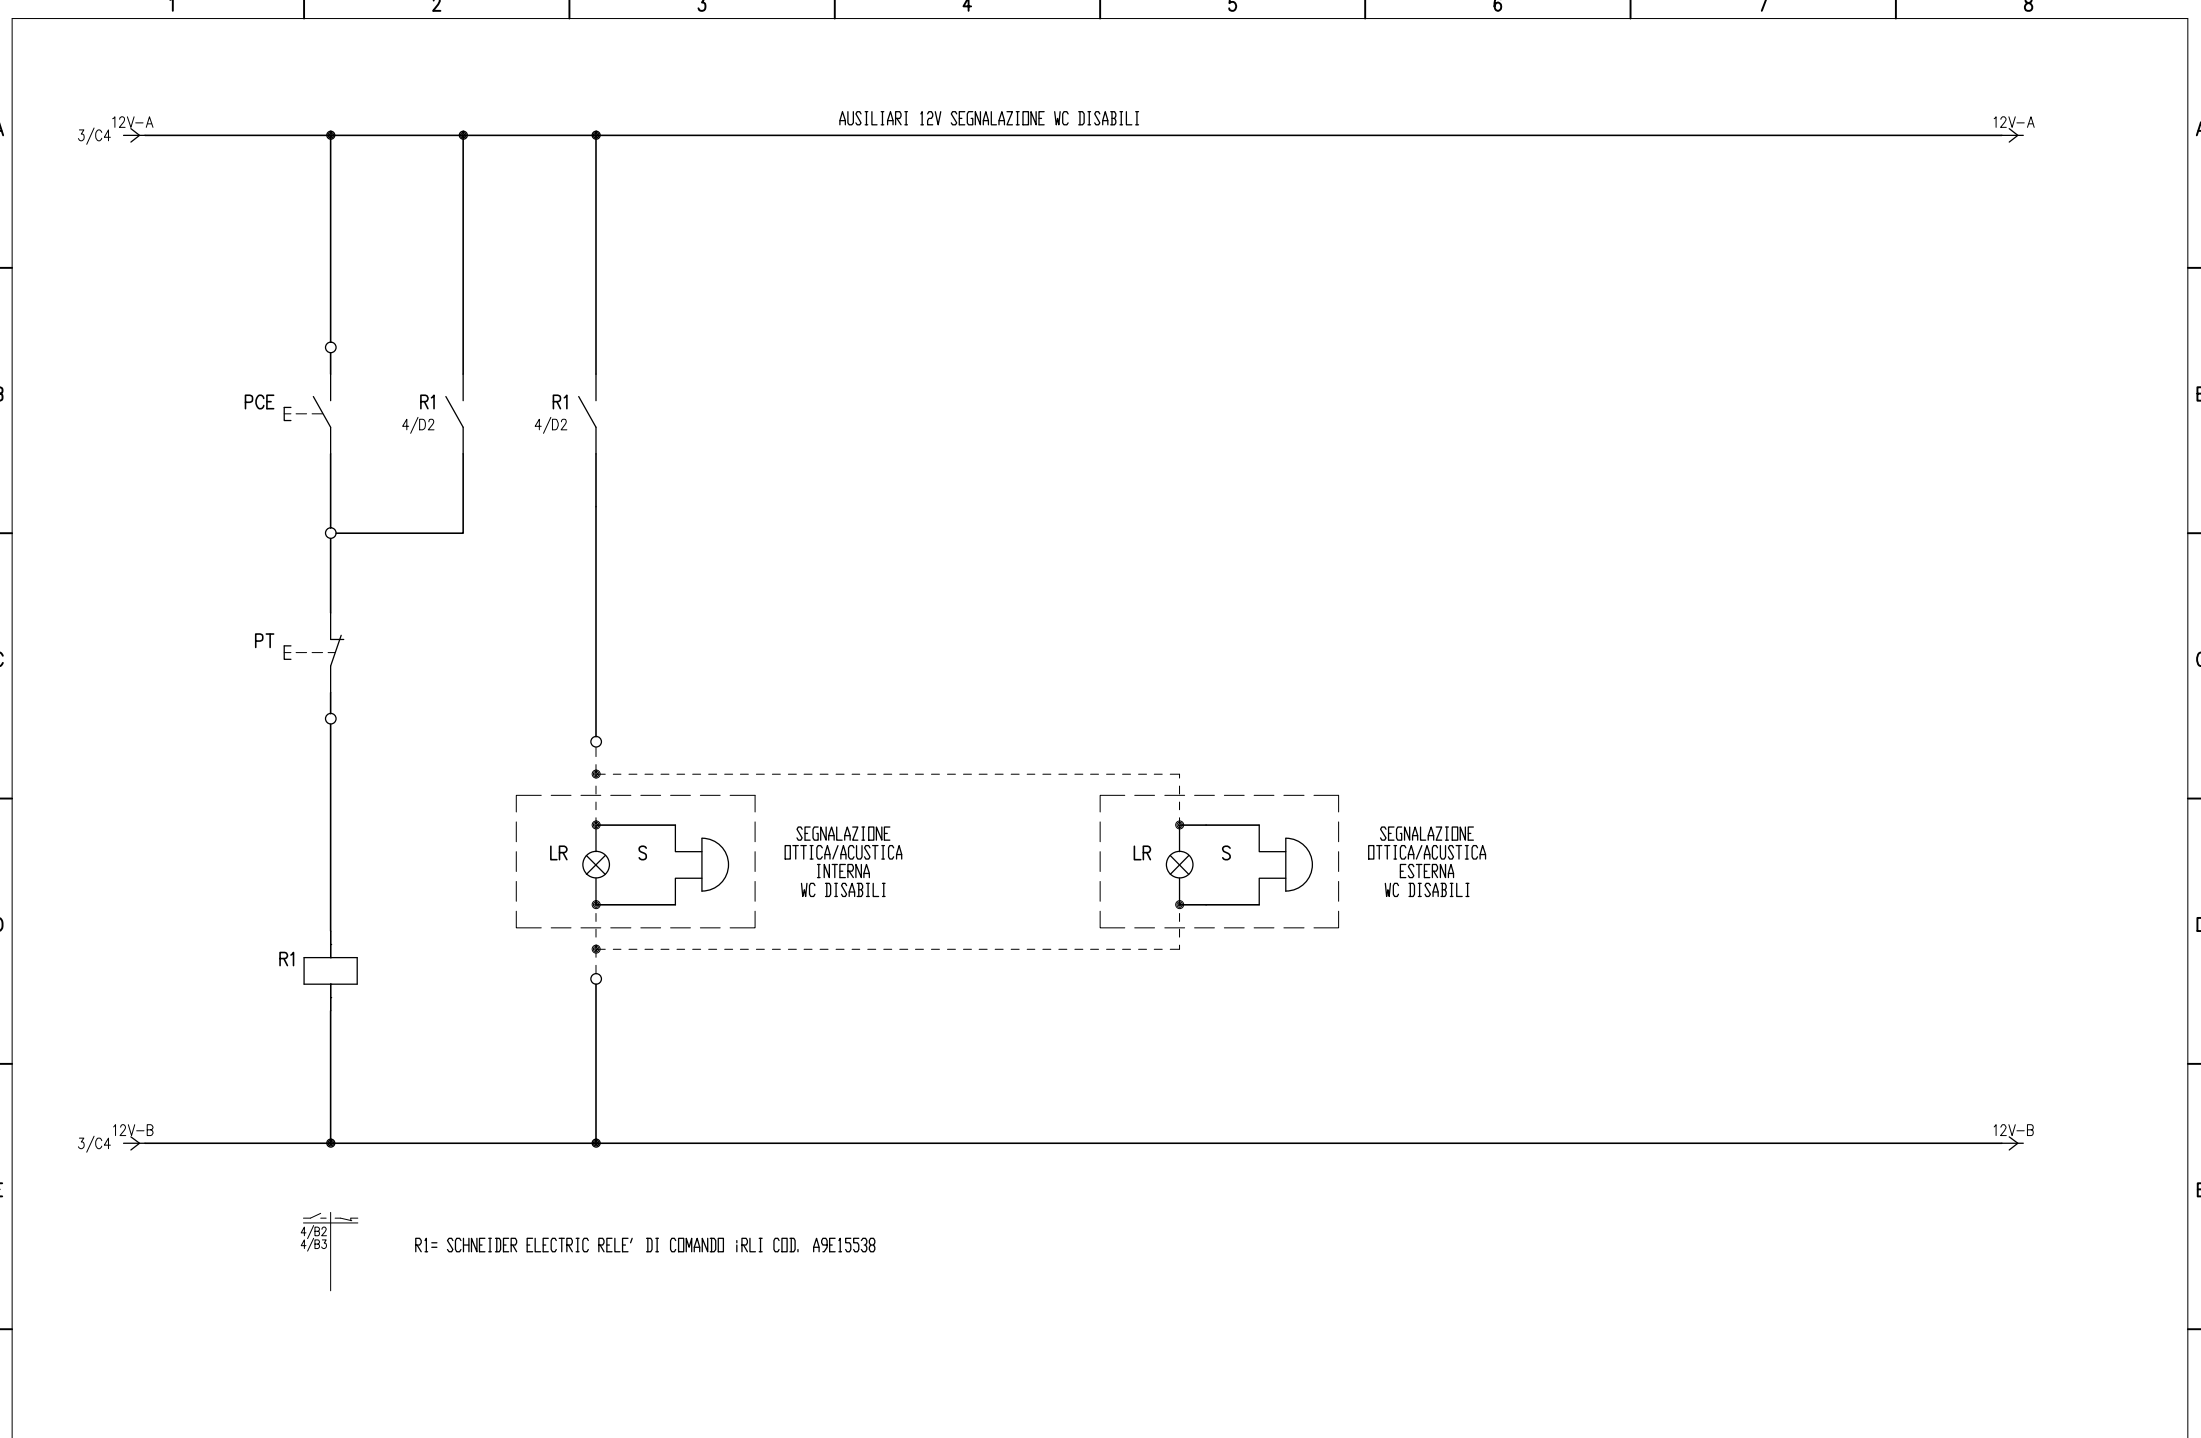 1 2 3 4 5 6 7 8
AUSILIARI 12V SEGNALAZIONE WC DISABILI
3/C4 12V-A
12V-A
A A
B B
PCE E
R1
4/D2
R1
4/D2
PT E
C C
LR S
SEGNALAZIONE
OTTICA/ACUSTICA
INTERNA
WC DISABILI
LR S
SEGNALAZIONE
OTTICA/ACUSTICA
ESTERNA
WC DISABILI
D D
R1
3/C4 12V-B
12V-B
E E
4/B2
4/B3
R1= SCHNEIDER ELECTRIC RELE' DI COMANDO iRLI COD. A9E15538